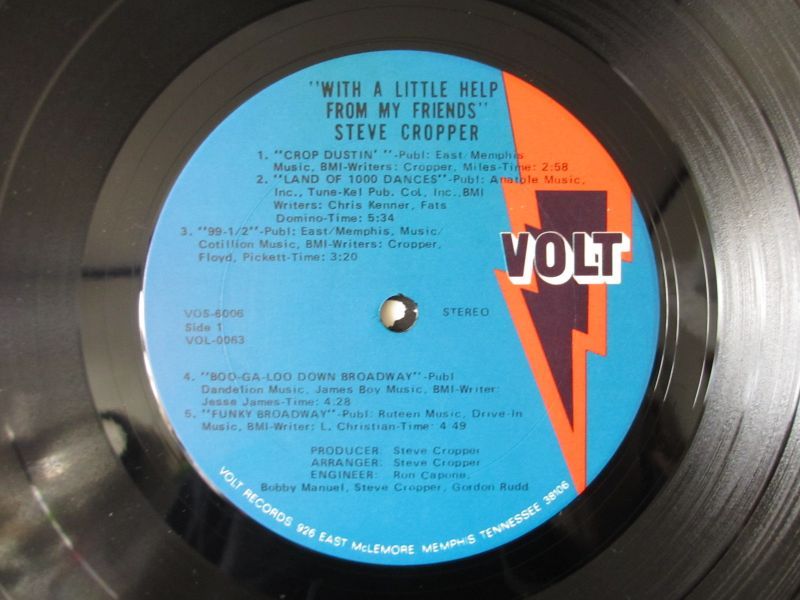 "WITH A LITTLE HELP
FROM MY FRIENDS"
STEVE CROPPER
1. "CROP DUSTIN' "-Publ: East/Memphis
Music, BMI-Writers: Cropper, Miles-Time: 2:58
2. "LAND OF 1000 DANCES"-Publ: Anatole Music,
Inc., Tune-Kel Pub. Col, Inc.,BMI
Writers: Chris Kenner, Fats
Domino-Time: 5:34
3. "99-1/2"-Publ: East/Memphis, Music/
Cotillion Music, BMI-Writers: Cropper,
Floyd, Pickett-Time: 3:20
VOLT
VOS-6006
Side 1
VOL-0063
STEREO
4. "BOO-GA-LOO DOWN BROADWAY"-Publ
Dandelion Music, James Boy Music, BMI-Writer:
Jesse James-Time: 4:28
5. "FUNKY BROADWAY"-Publ: Ruteen Music, Drive-In
Music, BMI-Writer: L. Christian-Time: 4 49
PRODUCER: Steve Cropper
ARRANGER: Steve Cropper
ENGINEER: Ron Capone,
Bobby Manuel, Steve Cropper, Gordon Rudd
VOLT RECORDS 926 EAST McLEMORE MEMPHIS TENNESSEE 38106